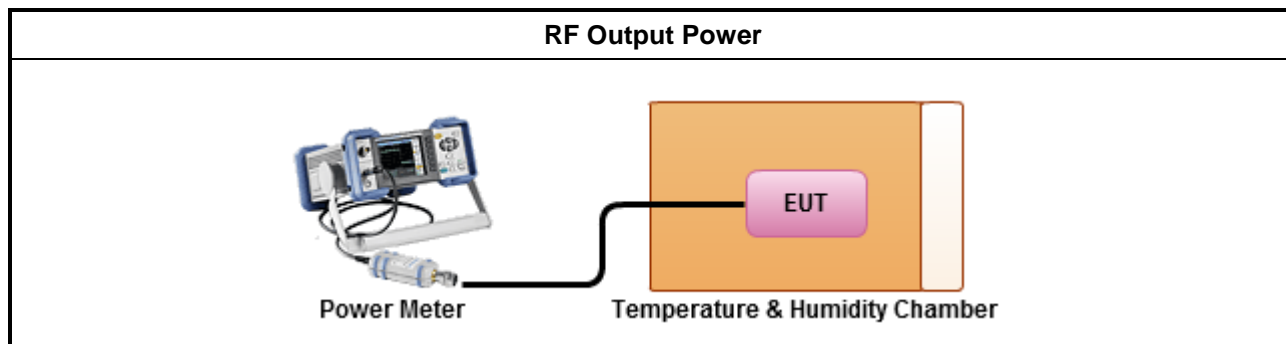 RF Output Power
EUT
Power Meter
Temperature & Humidity Chamber